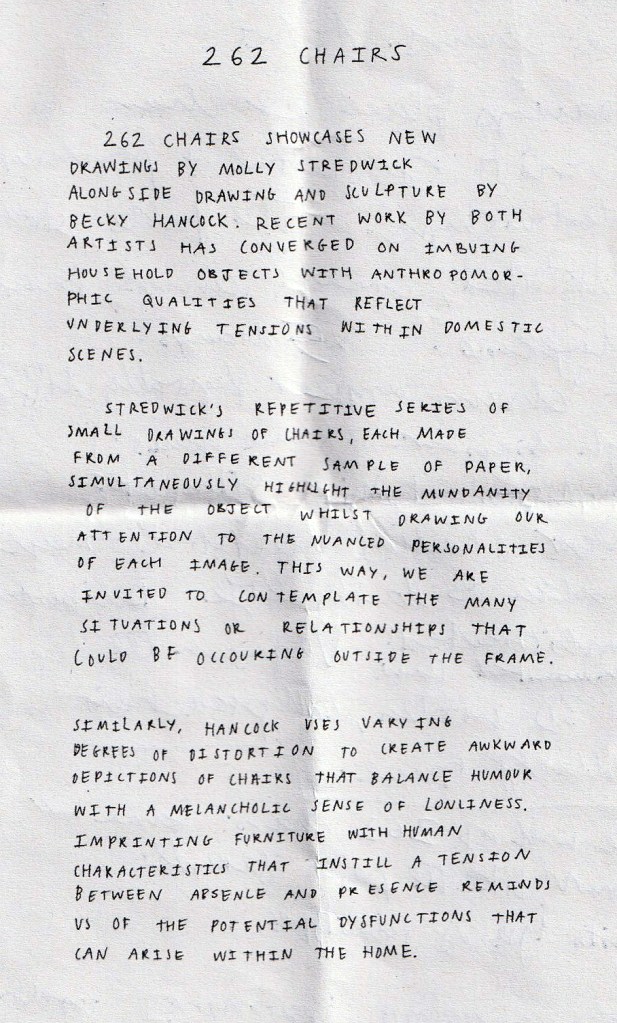 262 CHAIRS
262 CHAIRS SHOWCASES NEW
DRAWINGS BY MOLLY STREDWICK
ALONGSIDE DRAWING AND SCULPTURE BY
BECKY HANCOCK. RECENT WORK BY BOTH
ARTISTS HAS CONVERGED ON IMBUING
HOUSEHOLD OBJECTS WITH ANTHROPOMOR-
PHIC QUALITIES THAT REFLECT
UNDERLYING TENSIONS WITHIN DOMESTIC
SCENES.
STREDWICK'S REPETITIVE SERIES OF
SMALL DRAWINGS OF CHAIRS, EACH MADE
FROM A DIFFERENT SAMPLE OF PAPER,
SIMULTANEOUSLY HIGHLIGHT THE MUNDANITY
OF THE OBJECT WHILST DRAWING OUR
ATTENTION TO THE NUANCED PERSONALITIES
OF EACH IMAGE. THIS WAY, WE ARE
INVITED TO CONTEMPLATE THE MANY
SITUATIONS OR RELATIONSHIPS THAT
COULD BE OCCOURING OUTSIDE THE FRAME.
SIMILARLY, HANCOCK USES VARYING
DEGREES OF DISTORTION TO CREATE AWKWARD
DEPICTIONS OF CHAIRS THAT BALANCE HUMOUR
WITH A MELANCHOLIC SENSE OF LONLINESS.
IMPRINTING FURNITURE WITH HUMAN
CHARACTERISTICS THAT INSTILL A TENSION
BETWEEN ABSENCE AND PRESENCE REMINDS
US OF THE POTENTIAL DYSFUNCTIONS THAT
CAN ARISE WITHIN THE HOME.